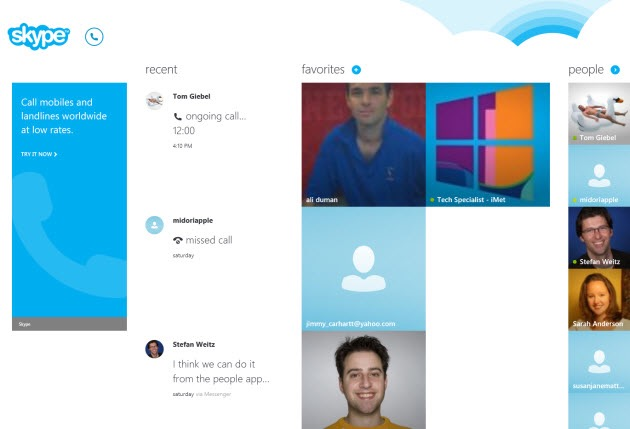 skype
recent
favorites
people
Call mobiles and
landlines worldwide
at low rates.
TRY IT NOW
Skype
Tom Giebel
ongoing call...
12:00
4:10 PM
midorlapple
missed call
saturday
Stefan Weitz
I think we can do it
from the people app...
saturday via Messenger
ali duman
Tech Specialist - iMet
jimmy_carhartt@yahoo.com
Tom Giebel
midorlapple
Stefan Weitz
Sarah Anderson
susanjanematt...